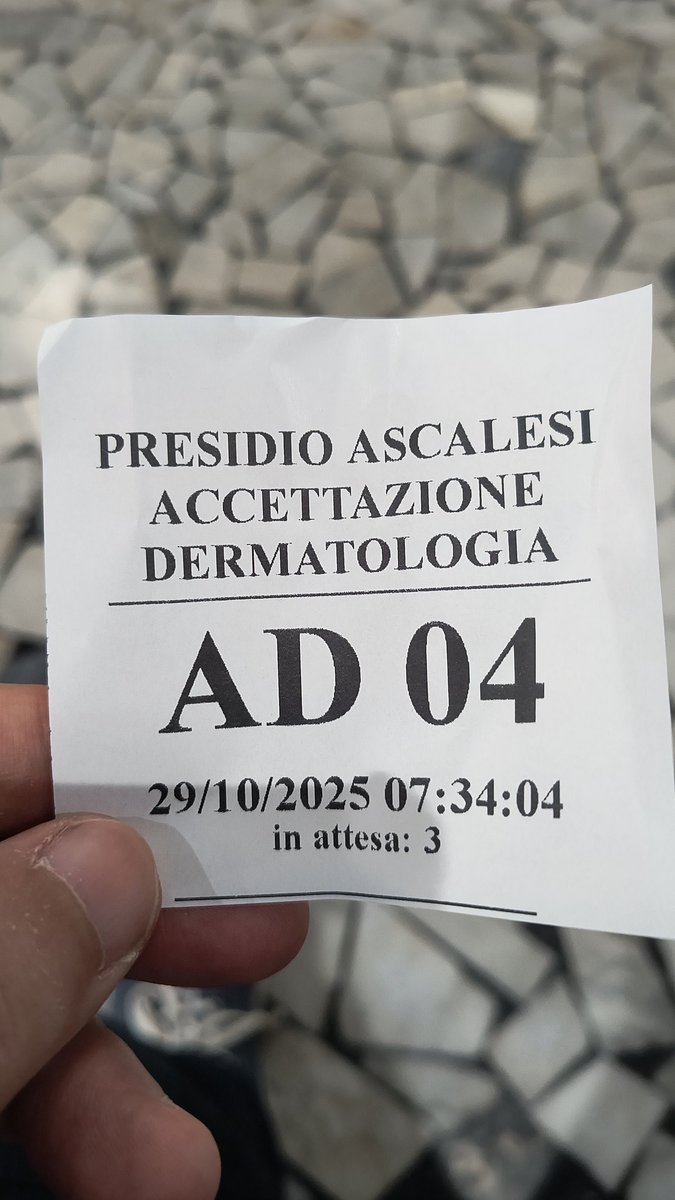 PRESIDIO ASCALESI
ACCETTAZIONE
DERMATOLOGIA
AD 04
29/10/2025 07:34:04
in attesa: 3